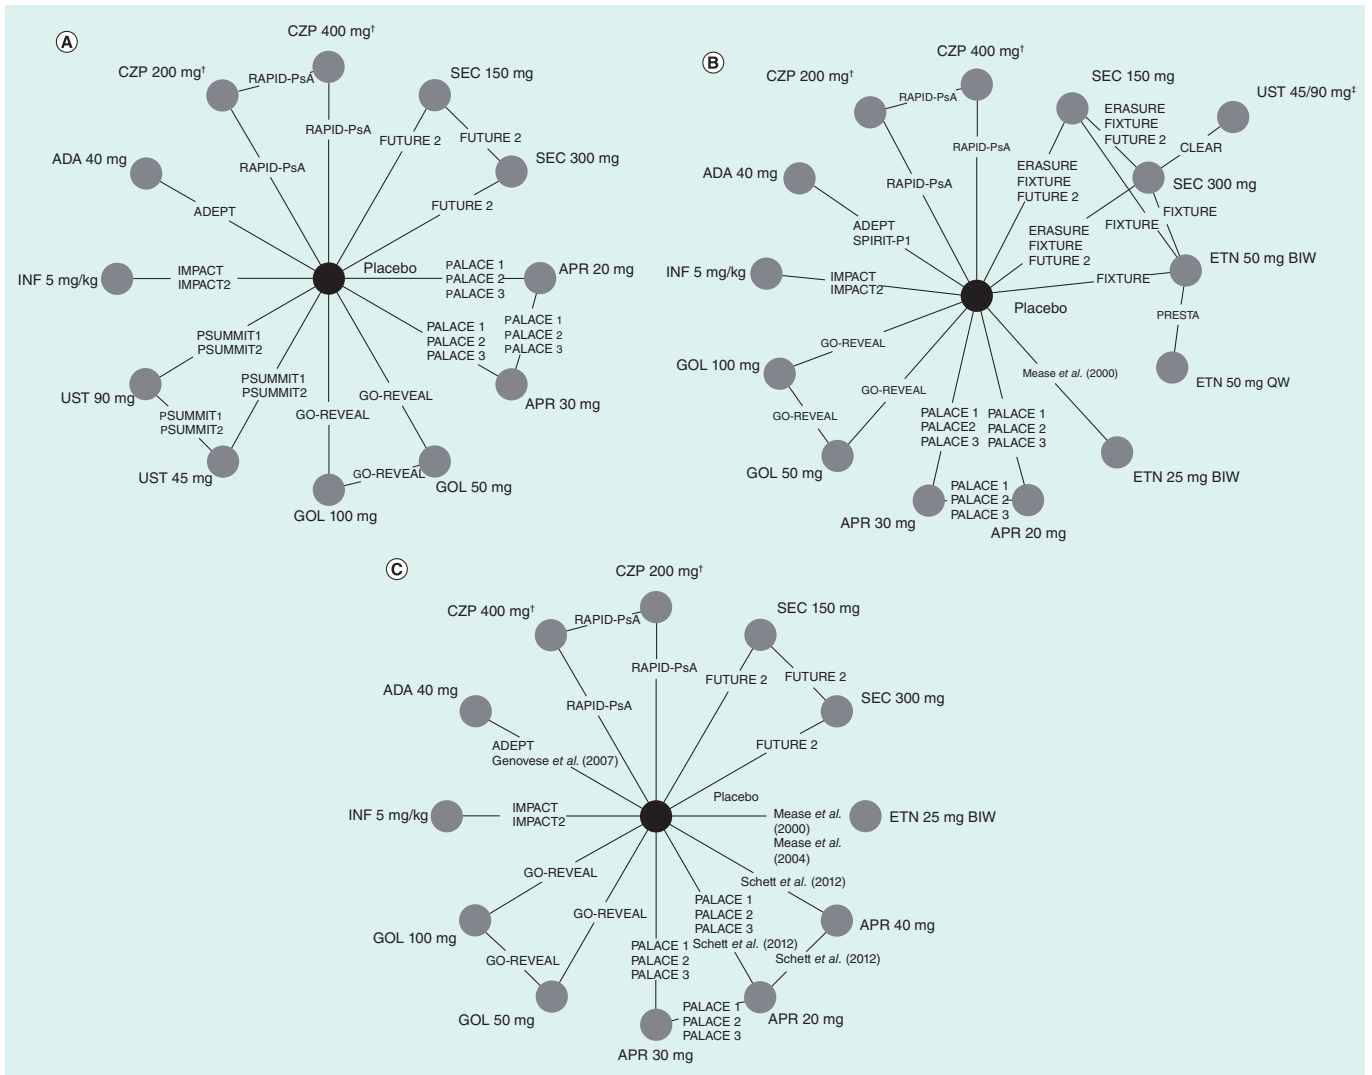 A
CZP 400 mg†
CZP 200 mg†
RAPID-PsA
SEC 150 mg
RAPID-PsA
FUTURE 2
FUTURE 2
ADA 40 mg
RAPID-PsA
SEC 300 mg
ADEPT
FUTURE 2
INF 5 mg/kg
IMPACT
IMPACT2
Placebo
PALACE 1
PALACE 2
PALACE 3
APR 20 mg
PSUMMIT1
PSUMMIT2
PALACE 1
PALACE 2
PALACE 3
PALACE 1
PALACE 2
PALACE 3
UST 90 mg
PSUMMIT1
PSUMMIT2
GO-REVEAL
GO-REVEAL
APR 30 mg
PSUMMIT1
PSUMMIT2
UST 45 mg
GO-REVEAL
GOL 50 mg
GOL 100 mg
B
CZP 400 mg†
CZP 200 mg†
RAPID-PsA
SEC 150 mg
UST 45/90 mg‡
ERASURE
FIXTURE
FUTURE 2
RAPID-PsA
CLEAR
ADA 40 mg
RAPID-PsA
ERASURE
FIXTURE
FUTURE 2
SEC 300 mg
ADEPT
SPIRIT-P1
ERASURE
FIXTURE
FUTURE 2
FIXTURE
FIXTURE
INF 5 mg/kg
IMPACT
IMPACT2
FIXTURE
ETN 50 mg BIW
Placebo
PRESTA
GO-REVEAL
GOL 100 mg
GO-REVEAL
Mease et al. (2000)
ETN 50 mg QW
GO-REVEAL
PALACE 1
PALACE2
PALACE 3
PALACE 1
PALACE 2
PALACE 3
GOL 50 mg
ETN 25 mg BIW
PALACE 1
PALACE 2
PALACE 3
APR 30 mg
APR 20 mg
C
CZP 200 mg†
CZP 400 mg†
RAPID-PsA
SEC 150 mg
RAPID-PsA
FUTURE 2
FUTURE 2
ADA 40 mg
RAPID-PsA
SEC 300 mg
ADEPT
Genovese et al. (2007)
FUTURE 2
Placebo
INF 5 mg/kg
IMPACT
IMPACT2
Mease et al.
(2000)
Mease et al.
(2004)
ETN 25 mg BIW
GO-REVEAL
Schett et al. (2012)
GO-REVEAL
PALACE 1
PALACE 2
PALACE 3
Schett et al. (2012)
APR 40 mg
GOL 100 mg
PALACE 1
PALACE 2
PALACE 3
Schett et al. (2012)
GO-REVEAL
GOL 50 mg
PALACE 1
PALACE 2
PALACE 3
APR 20 mg
APR 30 mg